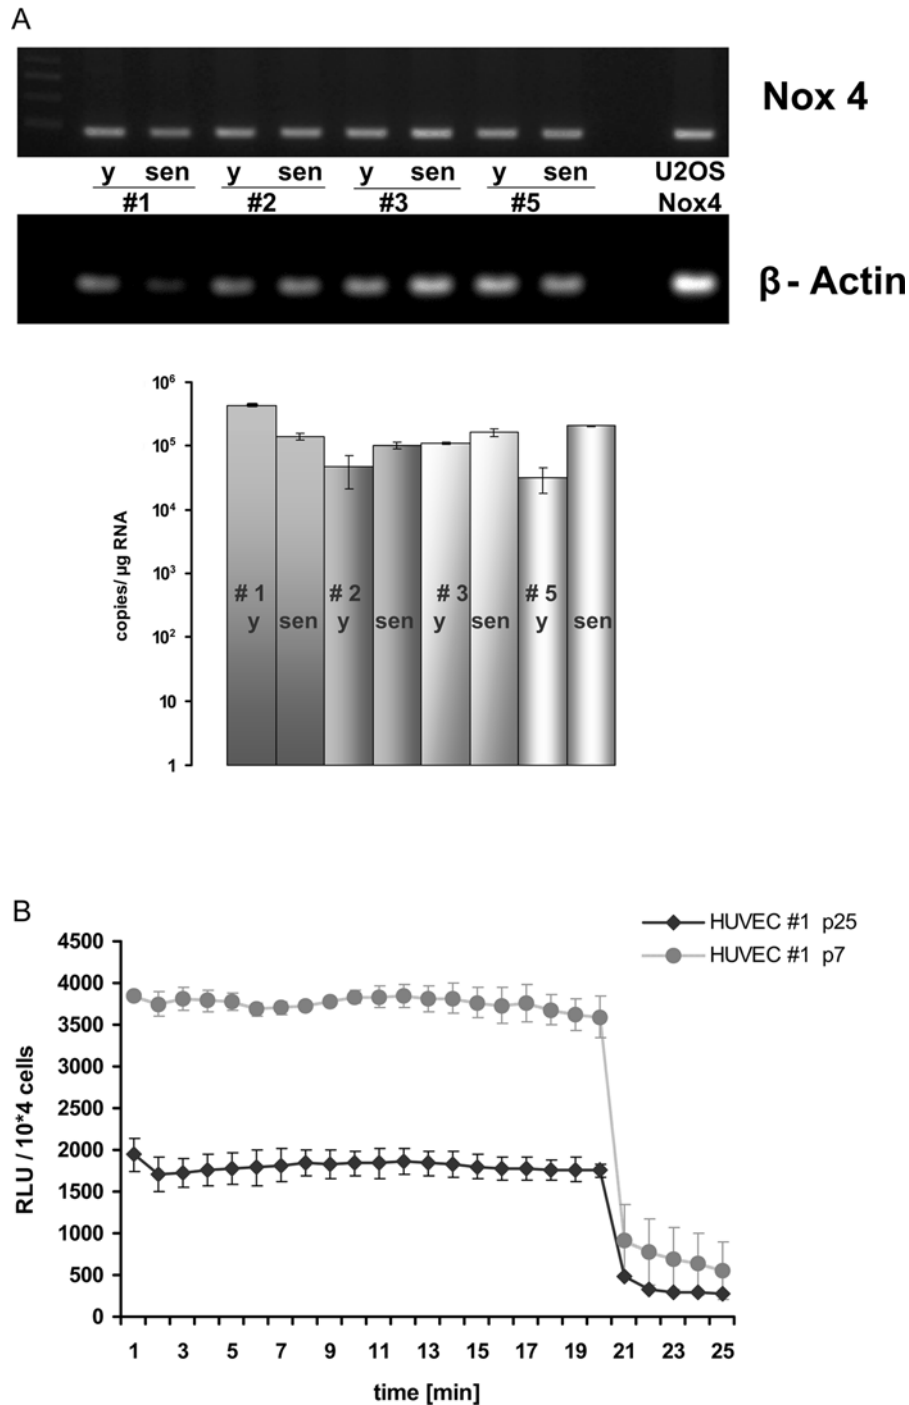 A
Nox 4
y sen y sen y sen y sen U2OS
#1 #2 #3 #5 Nox4
β - Actin
10⁶
10⁵
10⁴
10³
10²
10
1
copies/ µg RNA
# 1 # 2 # 3 # 5
y sen y sen y sen y sen
B
HUVEC #1 p25
HUVEC #1 p7
4500
4000
3500
3000
2500
2000
1500
1000
500
0
RLU / 10*4 cells
1 3 5 7 9 11 13 15 17 19 21 23 25
time [min]